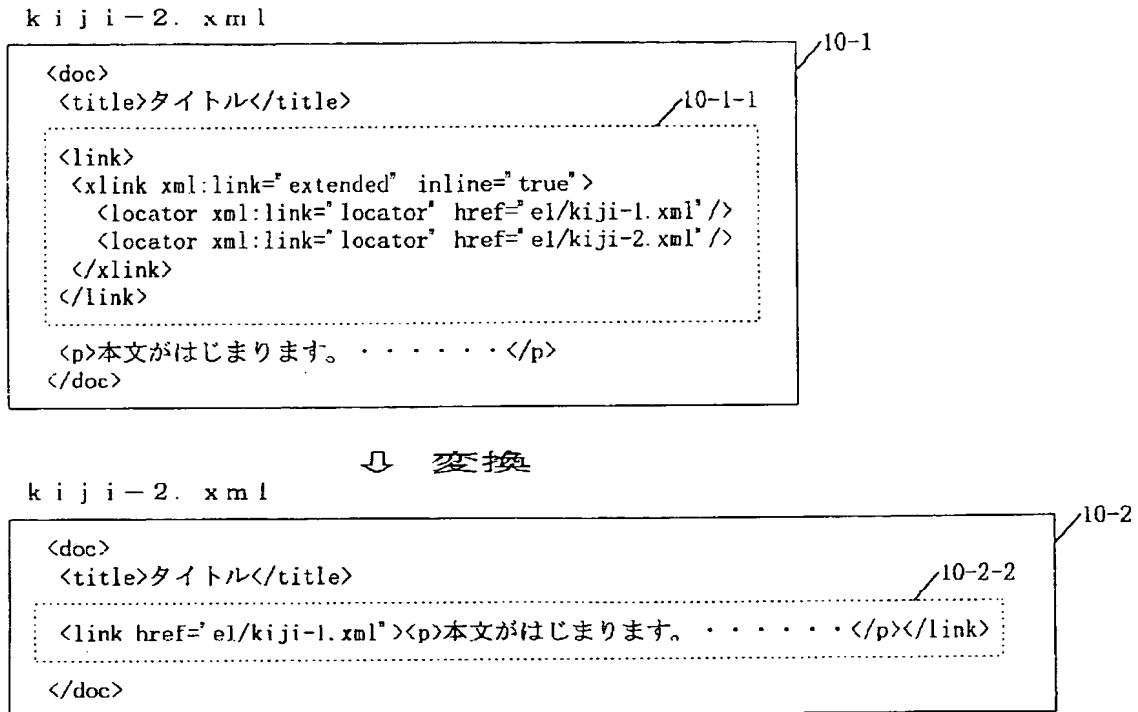 kiji-2.xml
10-1
<doc>
<title>タイトル</title>
10-1-1
<link>
<xlink xml:link="extended" inline="true">
<locator xml:link="locator" href="e1/kiji-1.xml"/>
<locator xml:link="locator" href="e1/kiji-2.xml"/>
</xlink>
</link>
<p>本文がはじまります。・・・・・・</p>
</doc>
⇩ 変換
kiji-2.xml
10-2
<doc>
<title>タイトル</title>
10-2-2
<link href="e1/kiji-1.xml"><p>本文がはじまります。・・・・・・</p></link>
</doc>